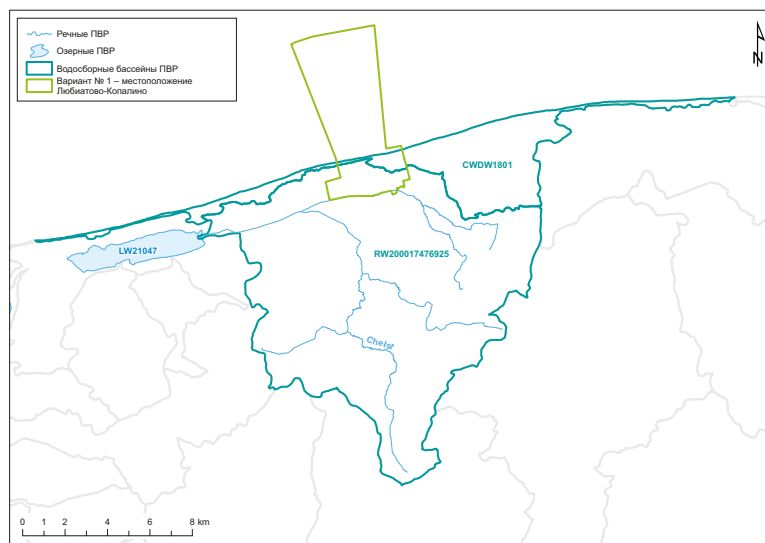 Речные ПВР
Озерные ПВР
Водосборные бассейны ПВР
Вариант № 1 – местоположение
Любиатово-Копалино
N
CWDW1801
LW21047
RW200017476925
Chełst
0 1 2 4 6 8 km